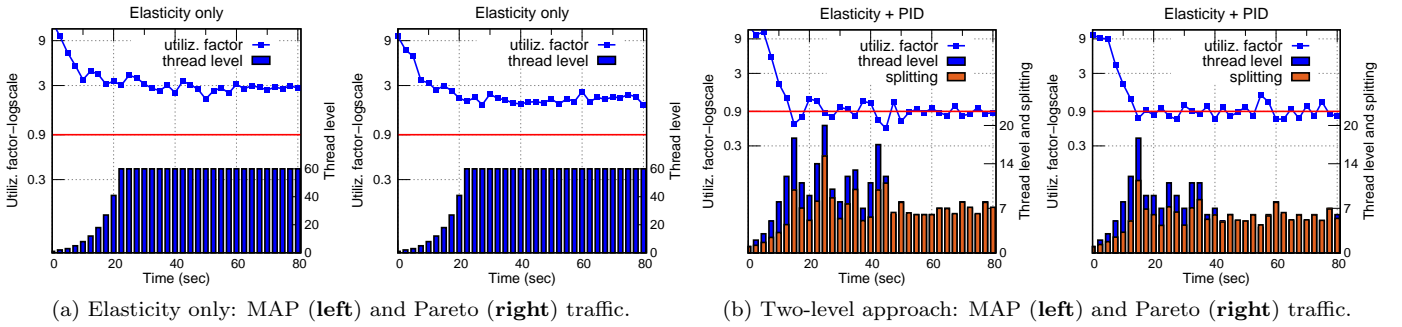 Elasticity only
Utiliz. factor–logscale
9
3
0.9
0.3
utiliz. factor
thread level
Thread level
60
40
20
0
0 20 40 60 80
Time (sec)
Elasticity only
Utiliz. factor–logscale
9
3
0.9
0.3
utiliz. factor
thread level
Thread level
60
40
20
0
0 20 40 60 80
Time (sec)
(a) Elasticity only: MAP (left) and Pareto (right) traffic.
Elasticity + PID
Utiliz. factor–logscale
9
3
0.9
0.3
utiliz. factor
thread level
splitting
Thread level and splitting
20
14
7
0
0 20 40 60 80
Time (sec)
Elasticity + PID
Utiliz. factor–logscale
9
3
0.9
0.3
utiliz. factor
thread level
splitting
Thread level and splitting
20
14
7
0
0 20 40 60 80
Time (sec)
(b) Two-level approach: MAP (left) and Pareto (right) traffic.